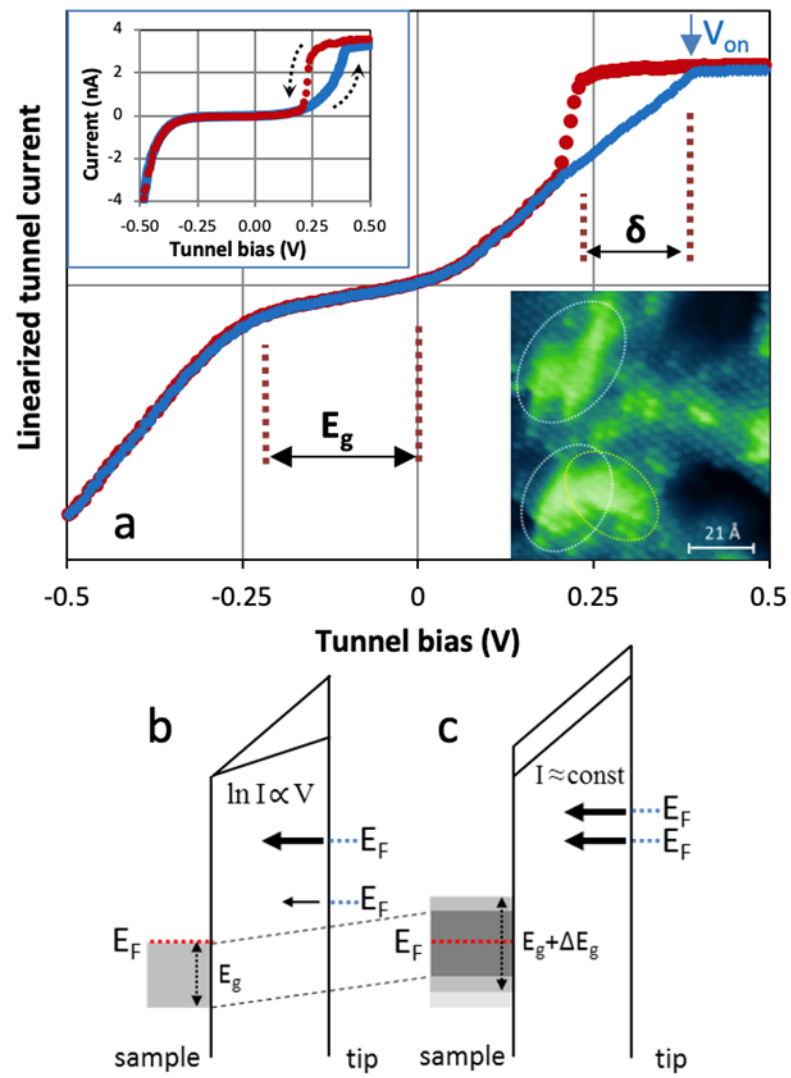 4
2
0
-2
-4
Current (nA)
-0.50 -0.25 0.00 0.25 0.50
Tunnel bias (V)
V_on
δ
E_g
21 Å
a
Linearized tunnel current
-0.5 -0.25 0 0.25 0.5
Tunnel bias (V)
b
ln I ∝ V
E_F
E_F
E_F
E_g
sample tip
c
I ≈ const
E_F
E_F
E_F
E_g+ΔE_g
sample tip